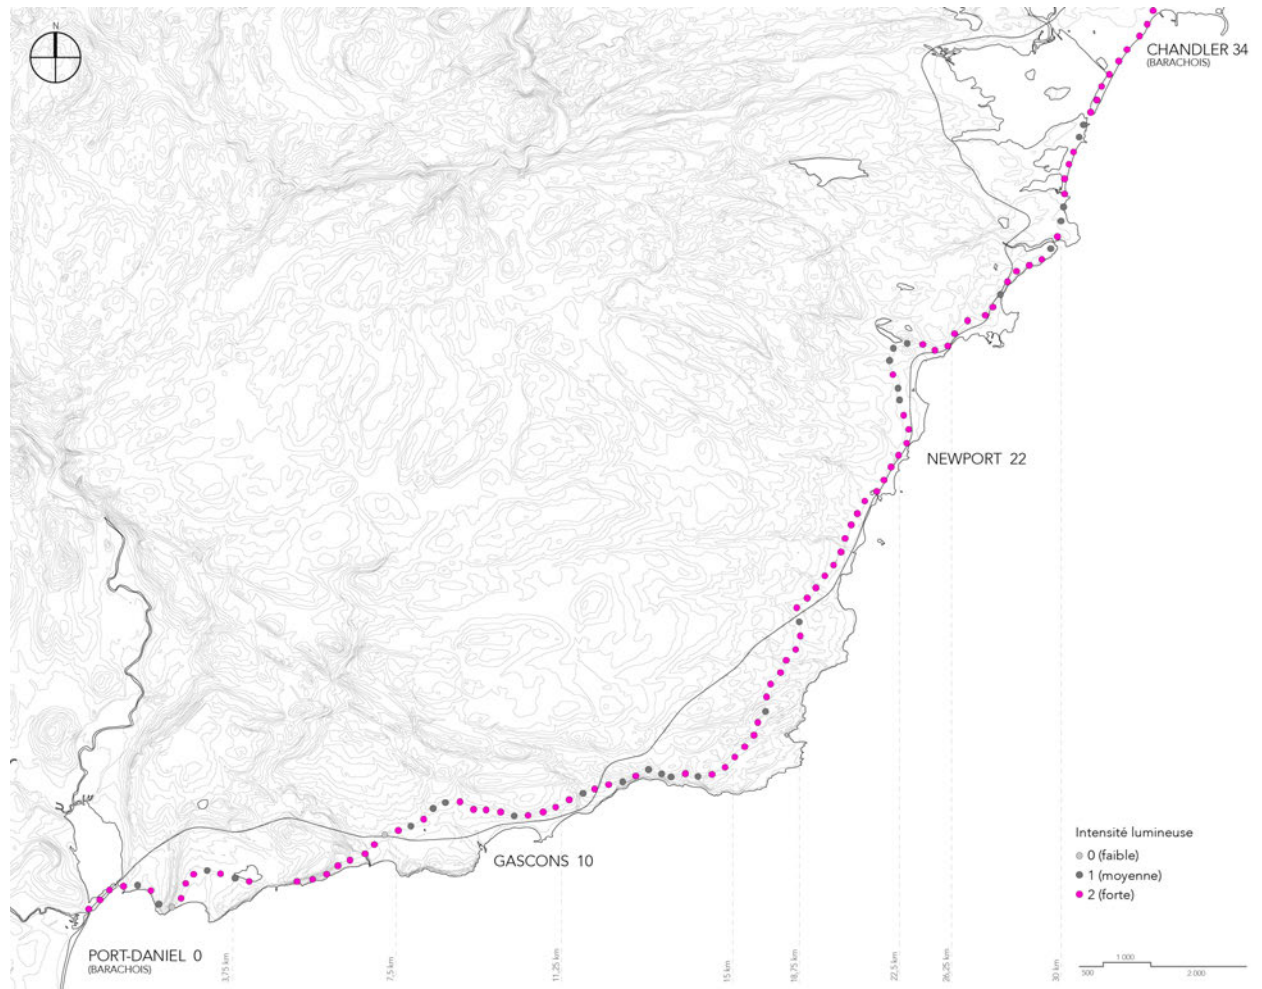 N
CHANDLER 34
(BARACHOIS)
NEWPORT 22
Intensité lumineuse
0 (faible)
1 (moyenne)
2 (forte)
GASCONS 10
PORT-DANIEL 0
(BARACHOIS)
3,75 km
7,5 km
11,25 km
15 km
18,75 km
22,5 km
26,25 km
30 km
1 000
500
2 000